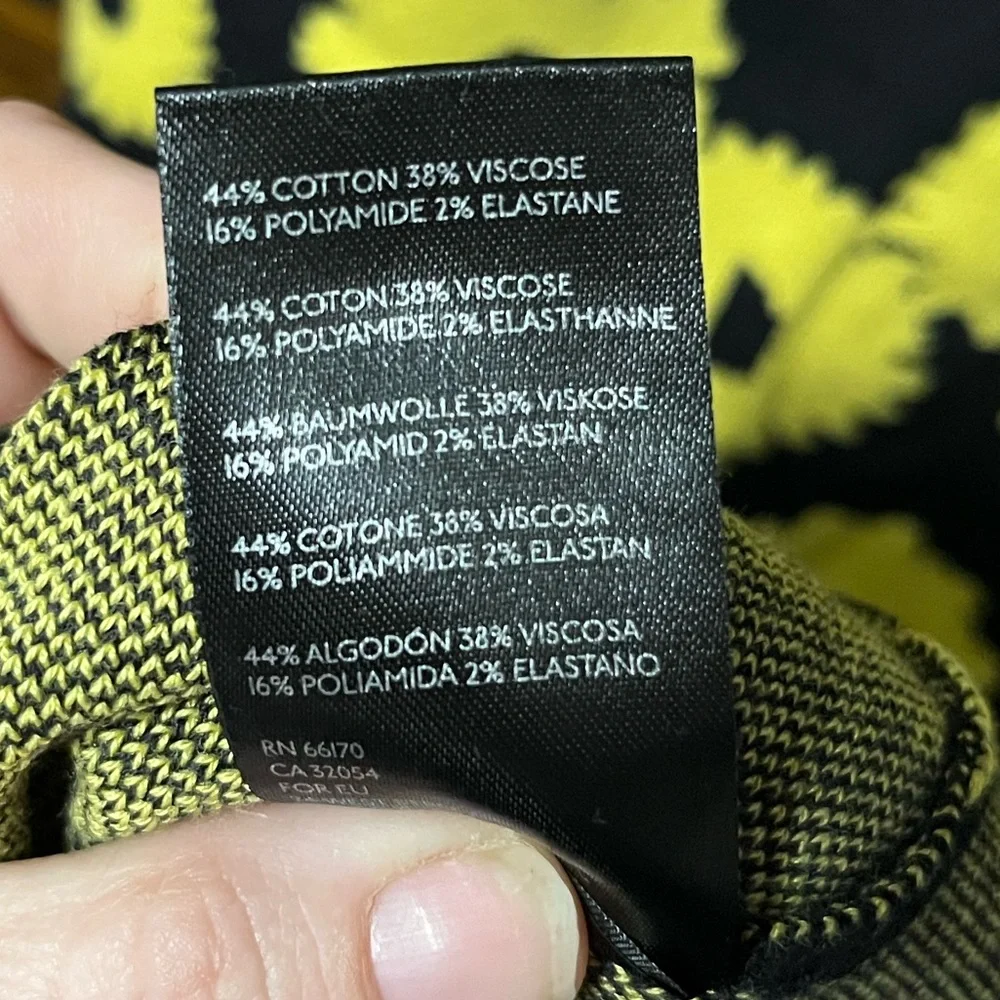 44% COTTON 38% VISCOSE
16% POLYAMIDE 2% ELASTANE
44% COTON 38% VISCOSE
16% POLYAMIDE 2% ELASTHANNE
44% BAUMWOLLE 38% VISKOSE
16% POLYAMID 2% ELASTAN
44% COTONE 38% VISCOSA
16% POLIAMMIDE 2% ELASTAN
44% ALGODÓN 38% VISCOSA
16% POLIAMIDA 2% ELASTANO
RN 66170
CA 32054
FOR EU